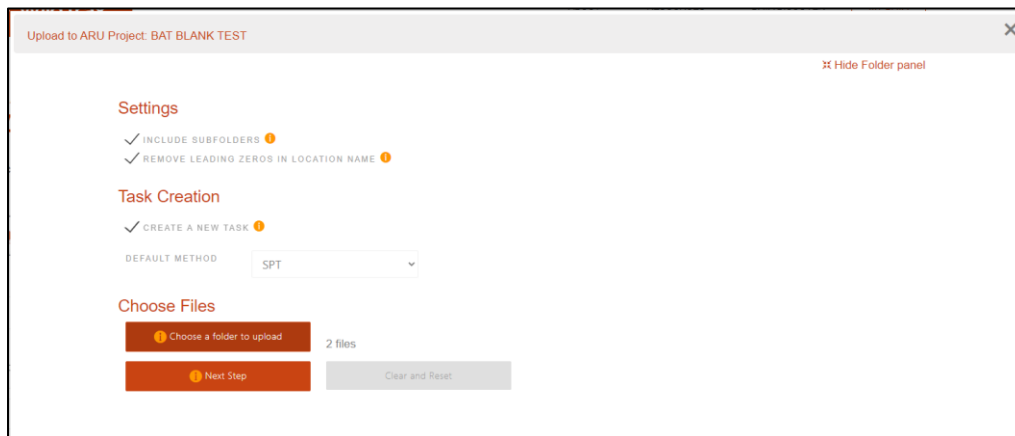 Upload to ARU Project: BAT BLANK TEST
Hide Folder panel
Settings
INCLUDE SUBFOLDERS
REMOVE LEADING ZEROS IN LOCATION NAME
Task Creation
CREATE A NEW TASK
DEFAULT METHOD SPT
Choose Files
Choose a folder to upload 2 files
Next Step Clear and Reset